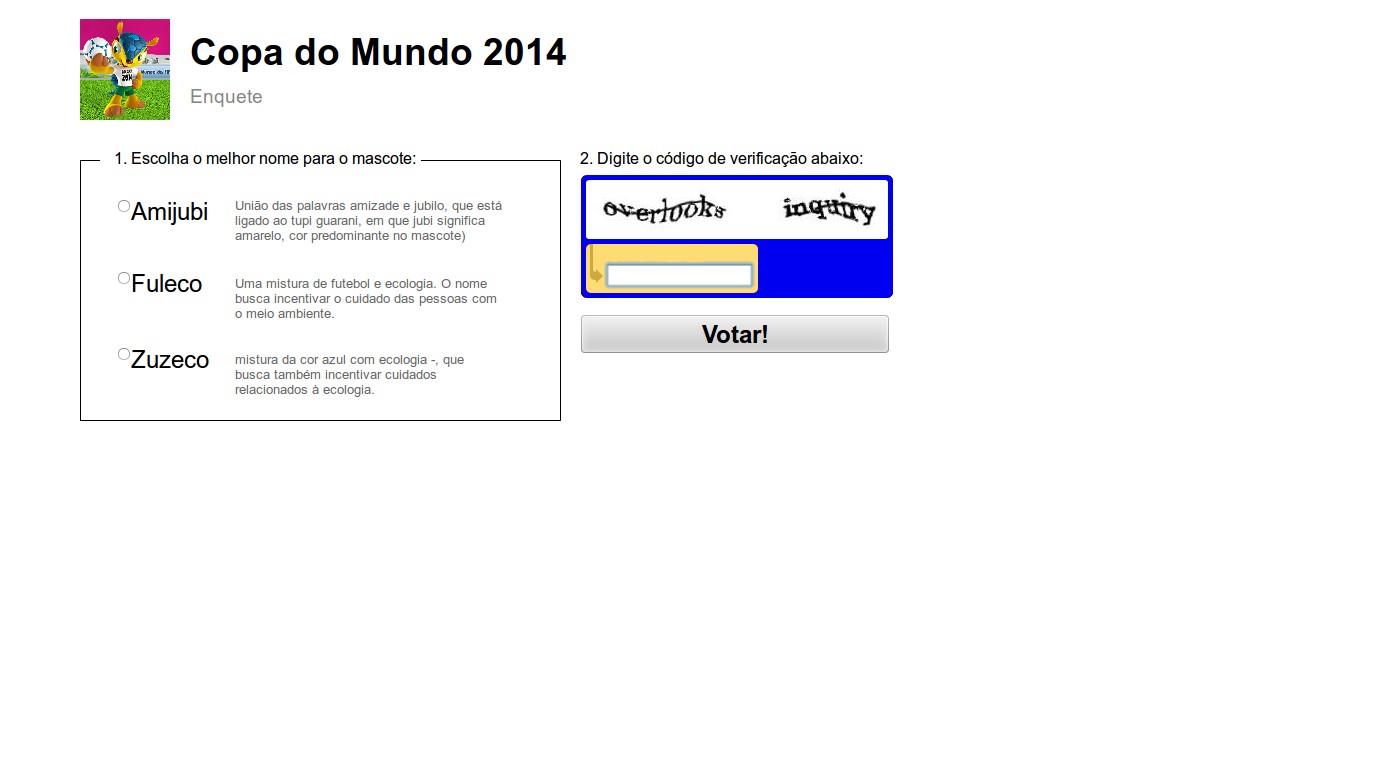 Copa do Mundo 2014
Enquete
1. Escolha o melhor nome para o mascote:
Amijubi
União das palavras amizade e jubilo, que está
ligado ao tupi guarani, em que jubi significa
amarelo, cor predominante no mascote)
Fuleco
Uma mistura de futebol e ecologia. O nome
busca incentivar o cuidado das pessoas com
o meio ambiente.
Zuzeco
mistura da cor azul com ecologia -, que
busca também incentivar cuidados
relacionados à ecologia.
2. Digite o código de verificação abaixo:
overlooks inquiry
Votar!